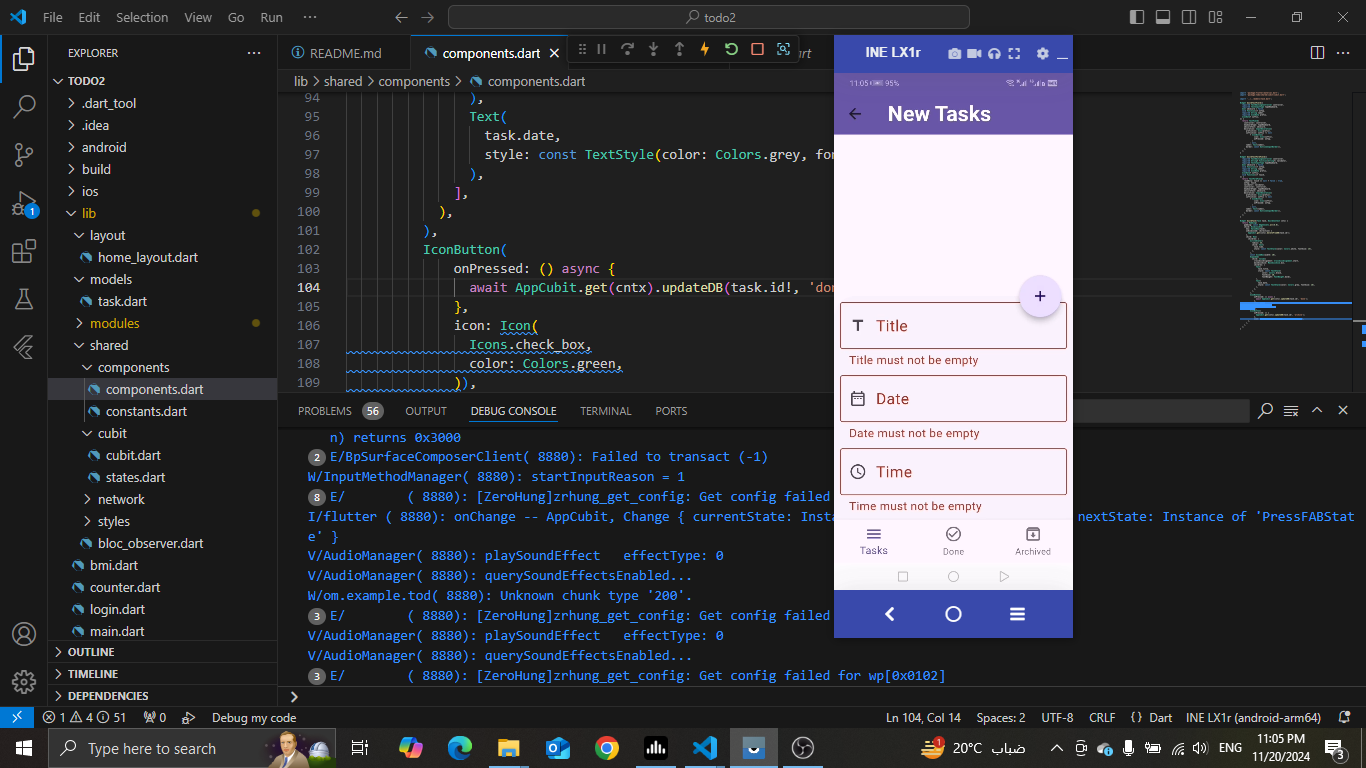 File Edit Selection View Go Run ···
todo2
EXPLORER
TODO2
.dart_tool
.idea
android
build
ios
lib
layout
home_layout.dart
models
task.dart
modules
shared
components
components.dart
constants.dart
cubit
cubit.dart
states.dart
network
styles
bloc_observer.dart
bmi.dart
counter.dart
login.dart
main.dart
OUTLINE
TIMELINE
DEPENDENCIES
1
README.md
components.dart
lib > shared > components > components.dart
94 ),
95 Text(
96 task.date,
97 style: const TextStyle(color: Colors.grey, fon
98 ),
99 ],
100 ),
101 ),
102 IconButton(
103 onPressed: () async {
104 await AppCubit.get(cntx).updateDB(task.id!, 'don
105 },
106 icon: Icon(
107 Icons.check_box,
108 color: Colors.green,
109 )),
PROBLEMS 56 OUTPUT DEBUG CONSOLE TERMINAL PORTS
n) returns 0x3000
2 E/BpSurfaceComposerClient( 8880): Failed to transact (-1)
W/InputMethodManager( 8880): startInputReason = 1
8 E/ ( 8880): [ZeroHung]zrhung_get_config: Get config failed
I/flutter ( 8880): onChange -- AppCubit, Change { currentState: Insta
nextState: Instance of 'PressFABStat
e' }
V/AudioManager( 8880): playSoundEffect effectType: 0
V/AudioManager( 8880): querySoundEffectsEnabled...
W/om.example.tod( 8880): Unknown chunk type '200'.
3 E/ ( 8880): [ZeroHung]zrhung_get_config: Get config failed
V/AudioManager( 8880): playSoundEffect effectType: 0
V/AudioManager( 8880): querySoundEffectsEnabled...
3 E/ ( 8880): [ZeroHung]zrhung_get_config: Get config failed for wp[0x0102]
INE LX1r
11:05 95%
New Tasks
Title
Title must not be empty
Date
Date must not be empty
Time
Time must not be empty
Tasks Done Archived
1 4 51 0 Debug my code
Ln 104, Col 14 Spaces: 2 UTF-8 CRLF {} Dart INE LX1r (android-arm64)
Type here to search
1
20°C ضباب
ENG
11:05 PM
11/20/2024
3